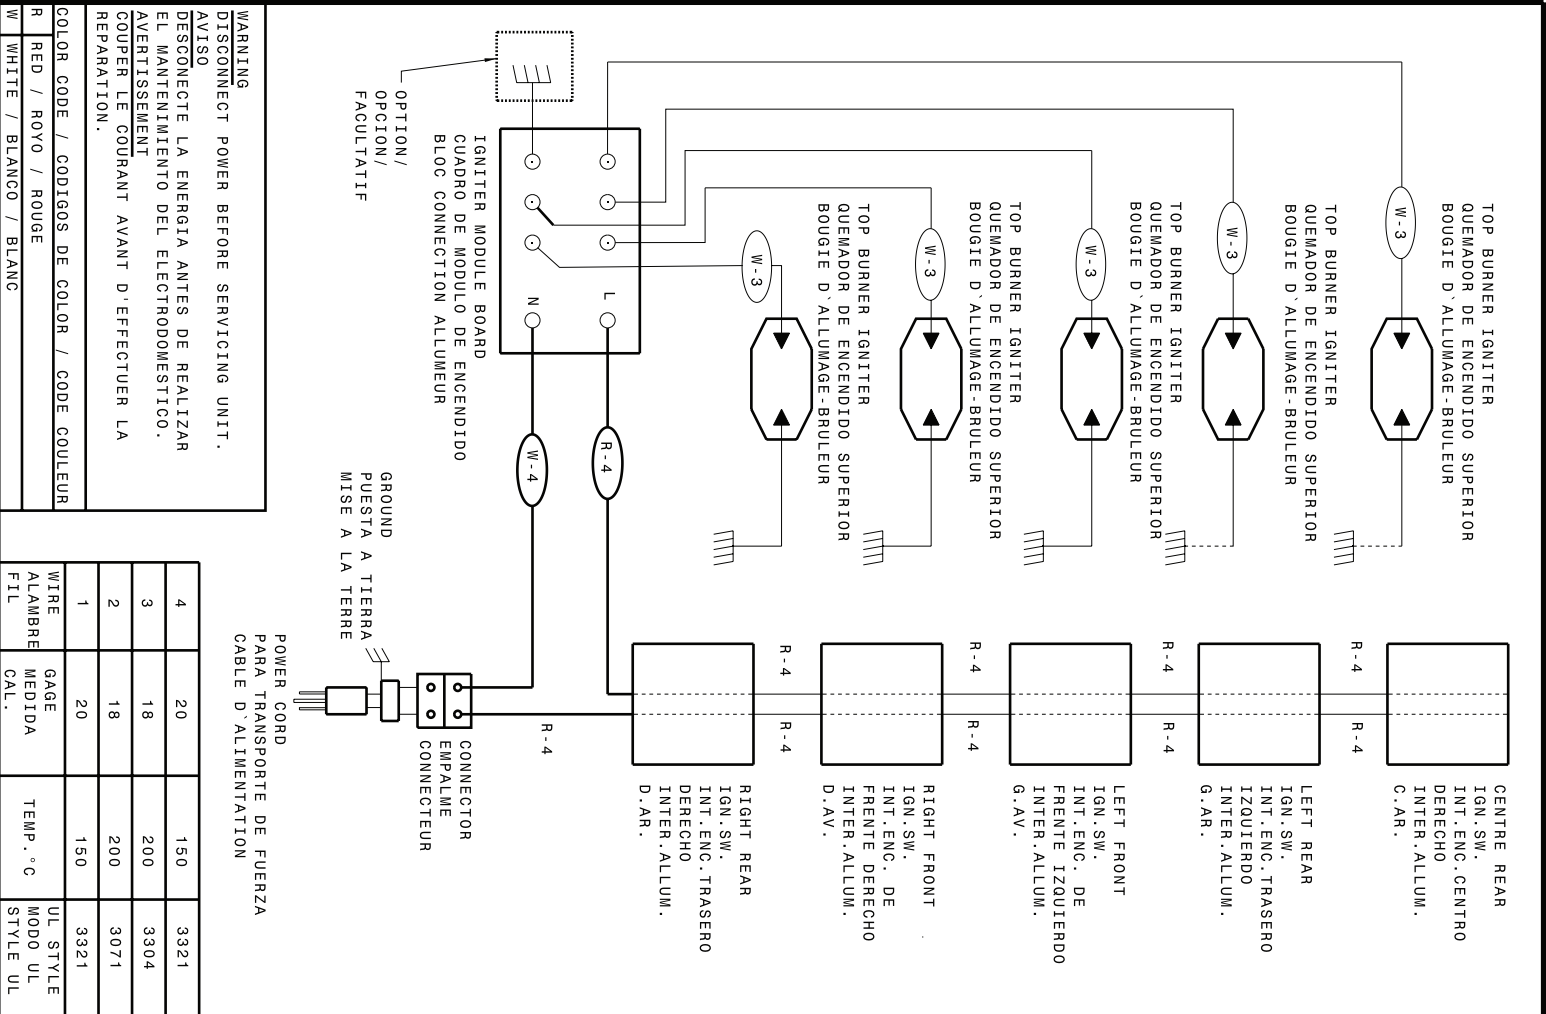 TOP BURNER IGNITER
QUEMADOR DE ENCENDIDO SUPERIOR
BOUGIE D`ALLUMAGE-BRULEUR
W-3
TOP BURNER IGNITER
QUEMADOR DE ENCENDIDO SUPERIOR
BOUGIE D`ALLUMAGE-BRULEUR
W-3
TOP BURNER IGNITER
QUEMADOR DE ENCENDIDO SUPERIOR
BOUGIE D`ALLUMAGE-BRULEUR
W-3
TOP BURNER IGNITER
QUEMADOR DE ENCENDIDO SUPERIOR
BOUGIE D`ALLUMAGE-BRULEUR
W-3
TOP BURNER IGNITER
QUEMADOR DE ENCENDIDO SUPERIOR
BOUGIE D`ALLUMAGE-BRULEUR
W-3
CENTRE REAR
IGN.SW.
INT.ENC.CENTRO
DERECHO
INTER.ALLUM.
C.AR.
R-4
R-4
LEFT REAR
IGN.SW.
INT.ENC.TRASERO
IZQUIERDO
INTER.ALLUM.
G.AR.
R-4
R-4
LEFT FRONT
IGN.SW.
INT.ENC. DE
FRENTE IZQUIERDO
INTER.ALLUM.
G.AV.
R-4
R-4
RIGHT FRONT
IGN.SW.
INT.ENC. DE
FRENTE DERECHO
INTER.ALLUM.
D.AV.
R-4
R-4
RIGHT REAR
IGN.SW.
INT.ENC.TRASERO
DERECHO
INTER.ALLUM.
D.AR.
L
N
R-4
W-4
R-4
IGNITER MODULE BOARD
CUADRO DE MODULO DE ENCENDIDO
BLOC CONNECTION ALLUMEUR
OPTION/
OPCION/
FACULTATIF
CONNECTOR
EMPALME
CONNECTEUR
GROUND
PUESTA A TIERRA
MISE A LA TERRE
POWER CORD
PARA TRANSPORTE DE FUERZA
CABLE D`ALIMENTATION
WARNING
DISCONNECT POWER BEFORE SERVICING UNIT.
AVISO
DESCONECTE LA ENERGIA ANTES DE REALIZAR
EL MANTENIMIENTO DEL ELECTRODOMESTICO.
AVERTISSEMENT
COUPER LE COURANT AVANT D'EFFECTUER LA
REPARATION.
COLOR CODE / CODIGOS DE COLOR / CODE COULEUR
R RED / ROYO / ROUGE
W WHITE / BLANCO / BLANC
4 20 150 3321
3 18 200 3304
2 18 200 3071
1 20 150 3321
WIRE GAGE TEMP.°C UL STYLE
ALAMBRE MEDIDA MODO UL
FIL CAL. STYLE UL